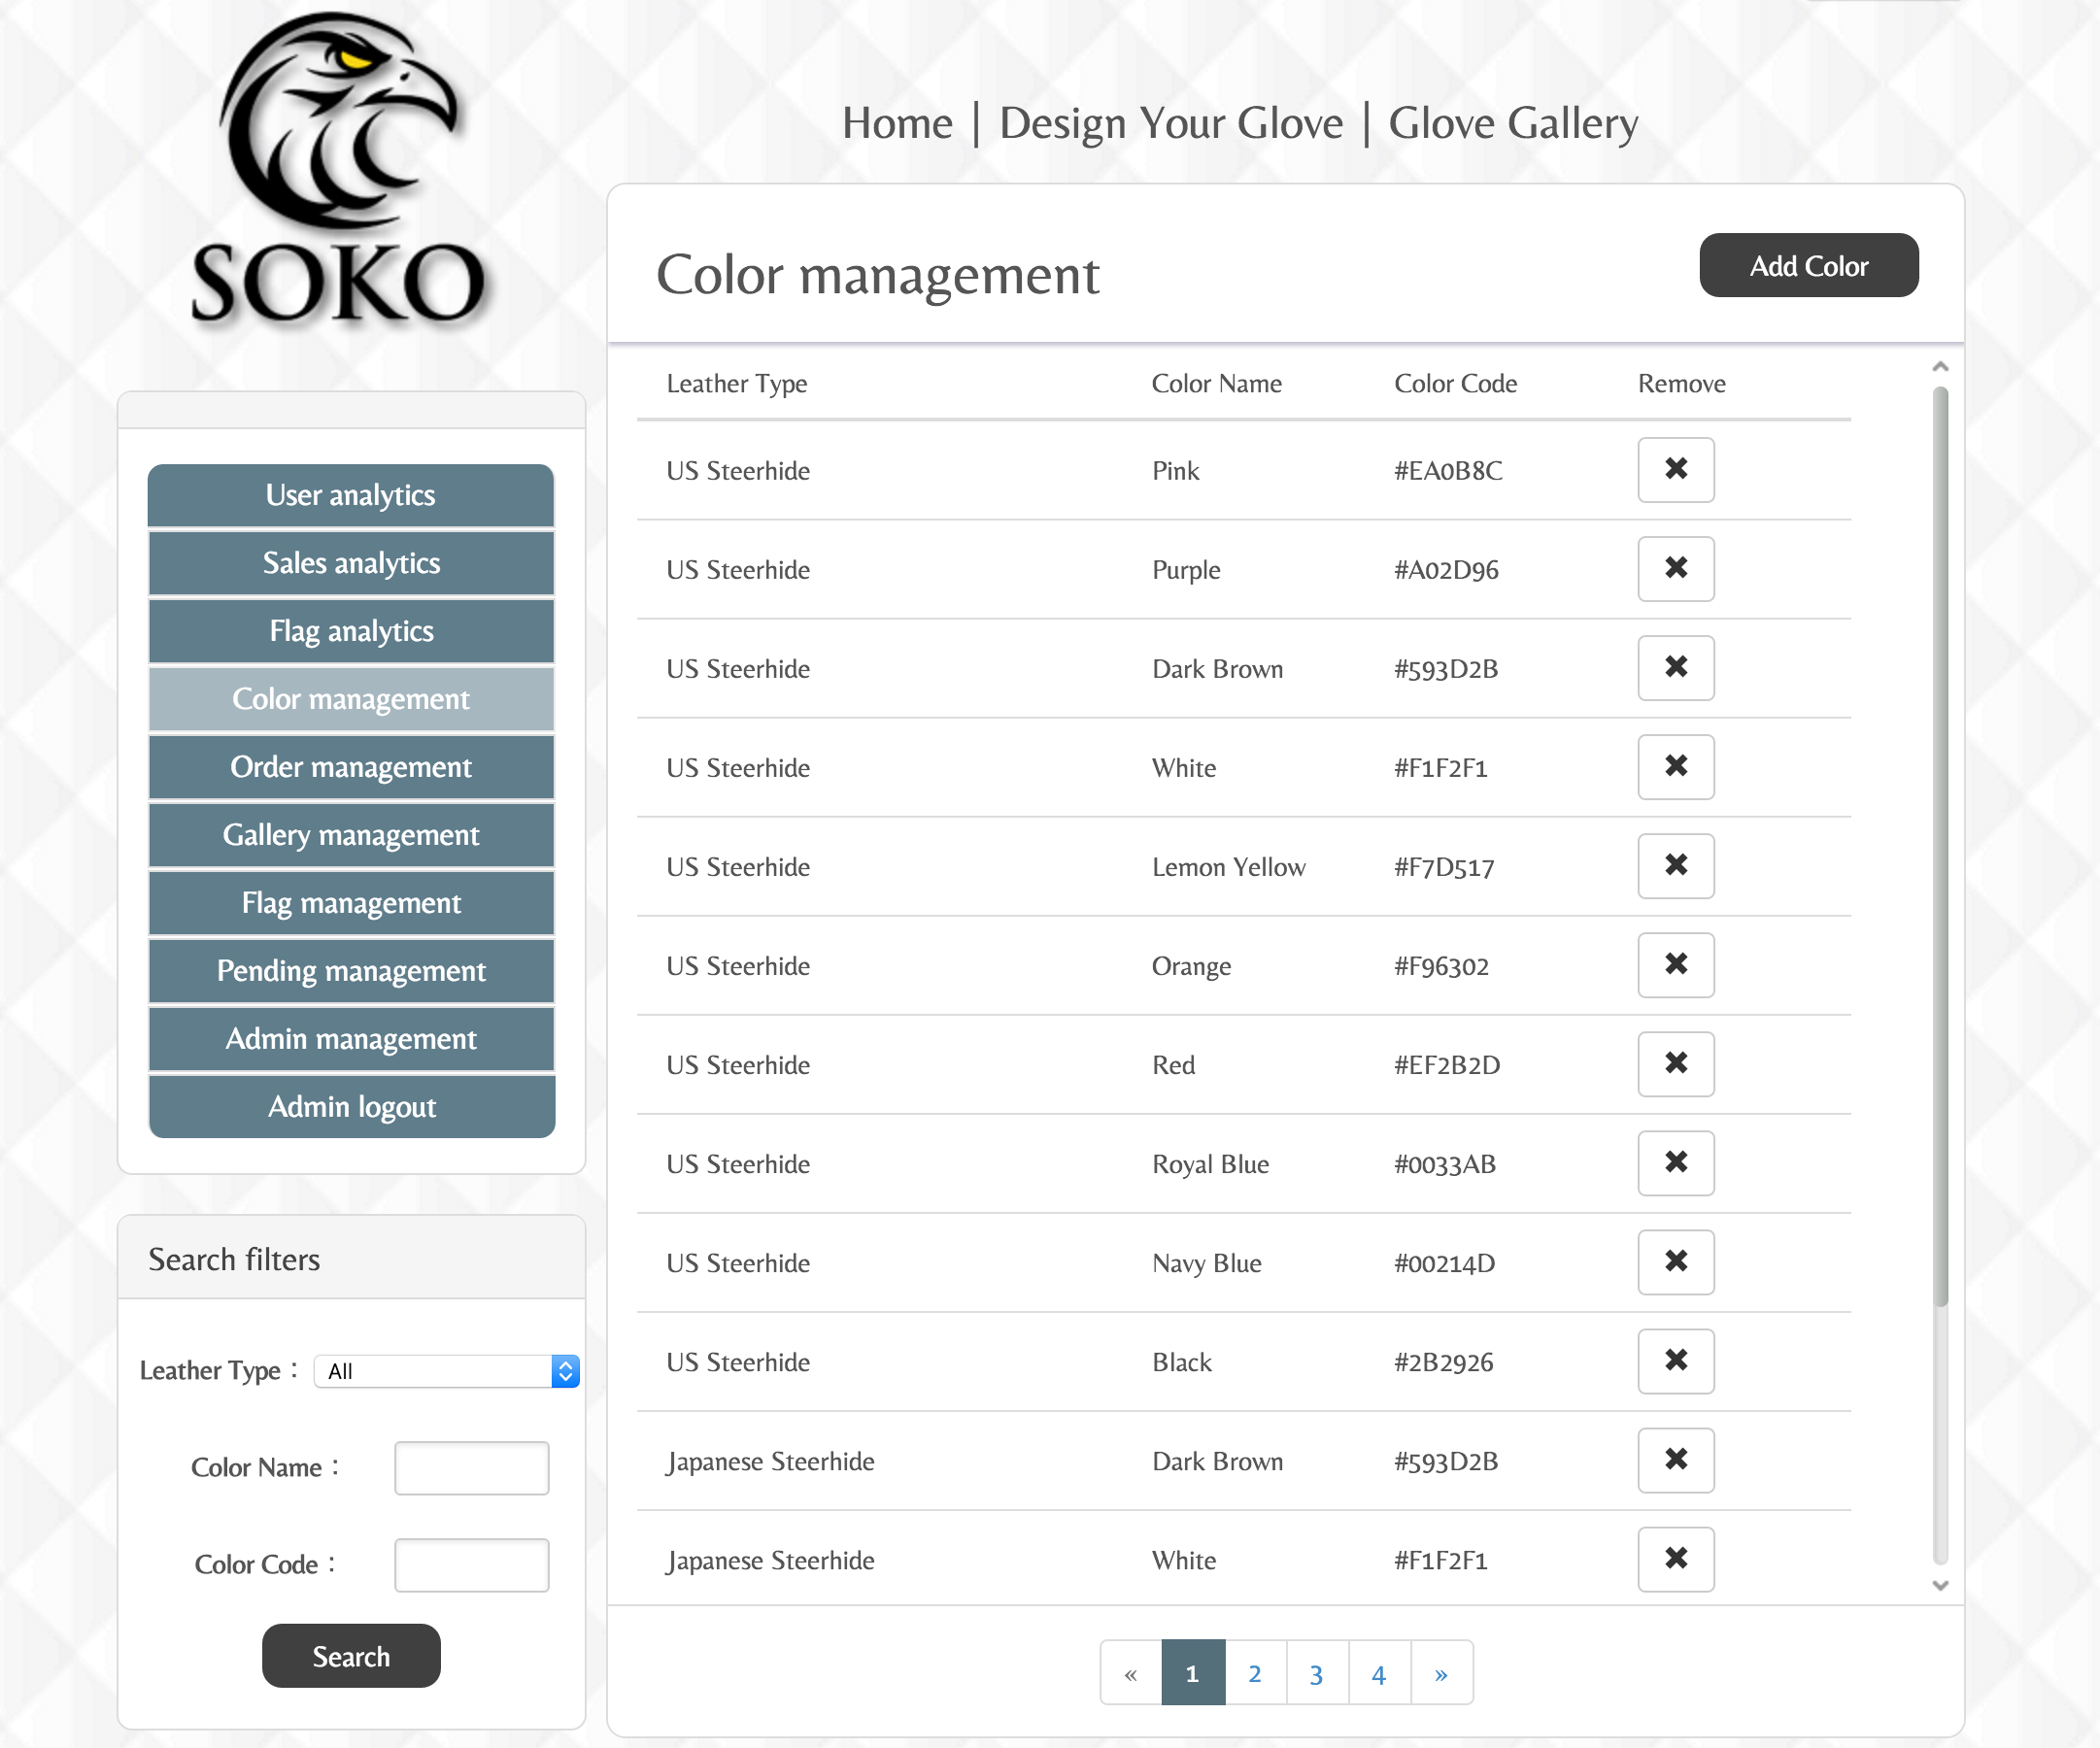 SOKO
Home | Design Your Glove | Glove Gallery
Color management
Add Color
User analytics
Sales analytics
Flag analytics
Color management
Order management
Gallery management
Flag management
Pending management
Admin management
Admin logout
Search filters
Leather Type : All
Color Name :
Color Code :
Search
Leather Type Color Name Color Code Remove
US Steerhide Pink #EA0B8C ✖
US Steerhide Purple #A02D96 ✖
US Steerhide Dark Brown #593D2B ✖
US Steerhide White #F1F2F1 ✖
US Steerhide Lemon Yellow #F7D517 ✖
US Steerhide Orange #F96302 ✖
US Steerhide Red #EF2B2D ✖
US Steerhide Royal Blue #0033AB ✖
US Steerhide Navy Blue #00214D ✖
US Steerhide Black #2B2926 ✖
Japanese Steerhide Dark Brown #593D2B ✖
Japanese Steerhide White #F1F2F1 ✖
« 1 2 3 4 »